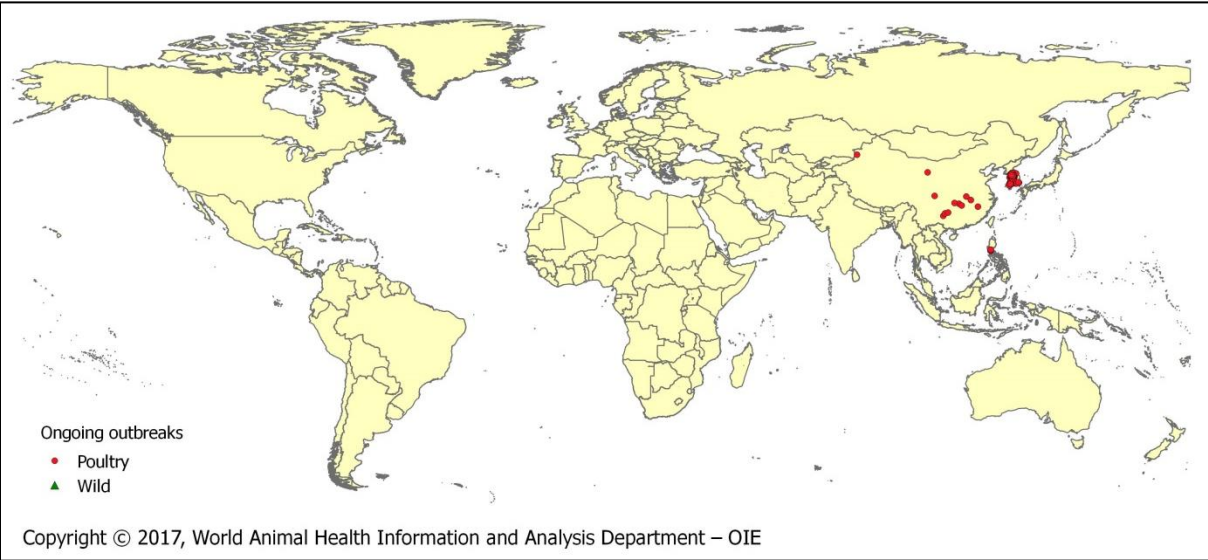 Ongoing outbreaks
Poultry
Wild
Copyright © 2017, World Animal Health Information and Analysis Department – OIE